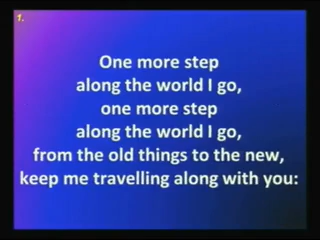 1.
One more step
along the world I go,
one more step
along the world I go,
from the old things to the new,
keep me travelling along with you: